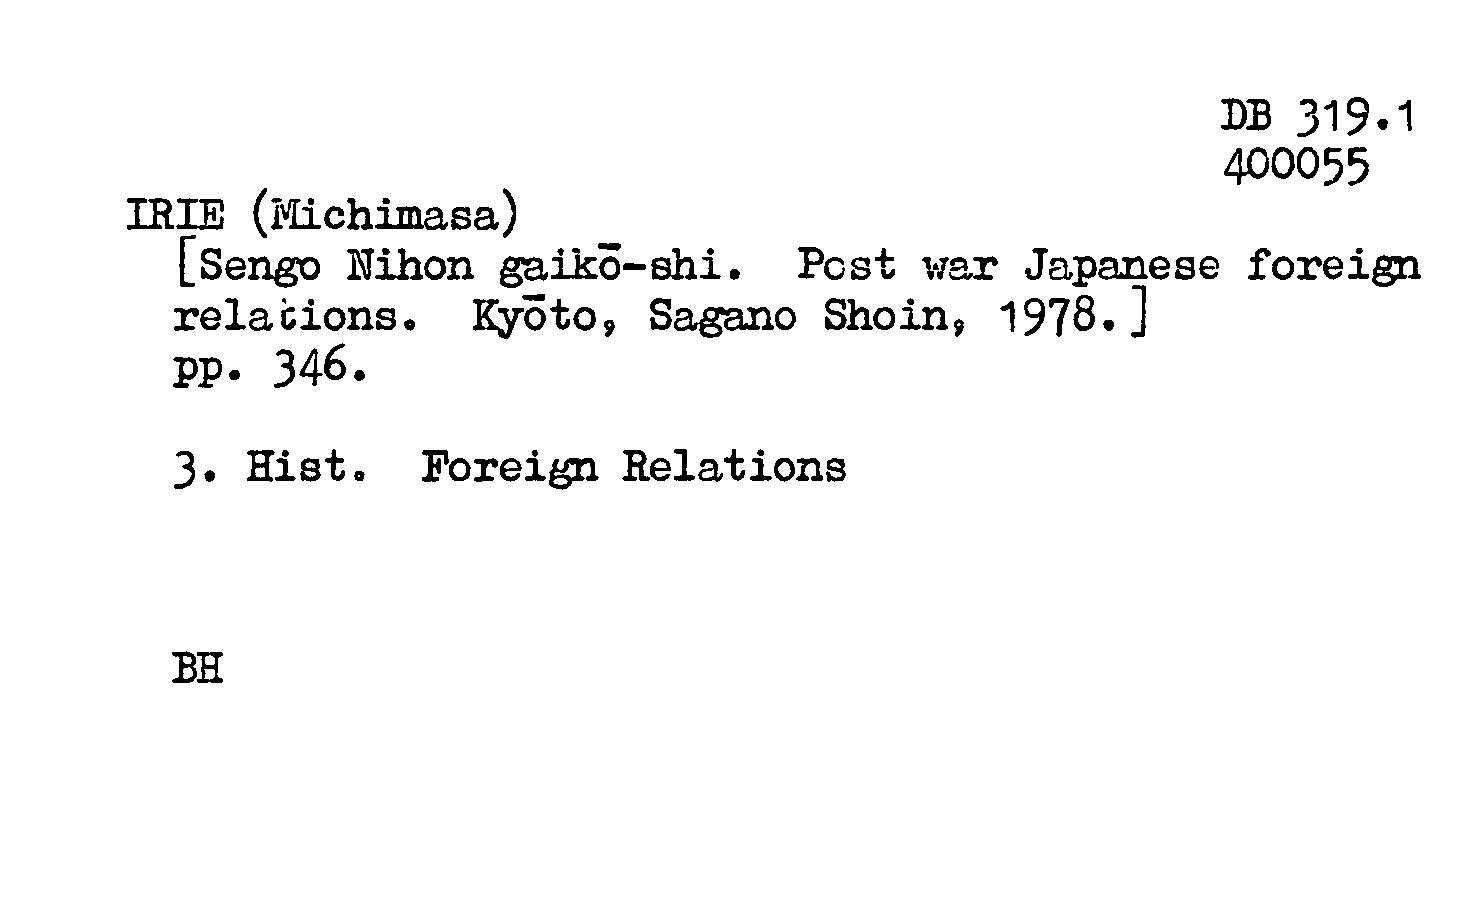 DB 319.1
400055
IRIE (Michimasa)
[Sengo Nihon gaikō-shi. Post war Japanese foreign
relations. Kyōto, Sagano Shoin, 1978.]
pp. 346.
3. Hist. Foreign Relations
BH